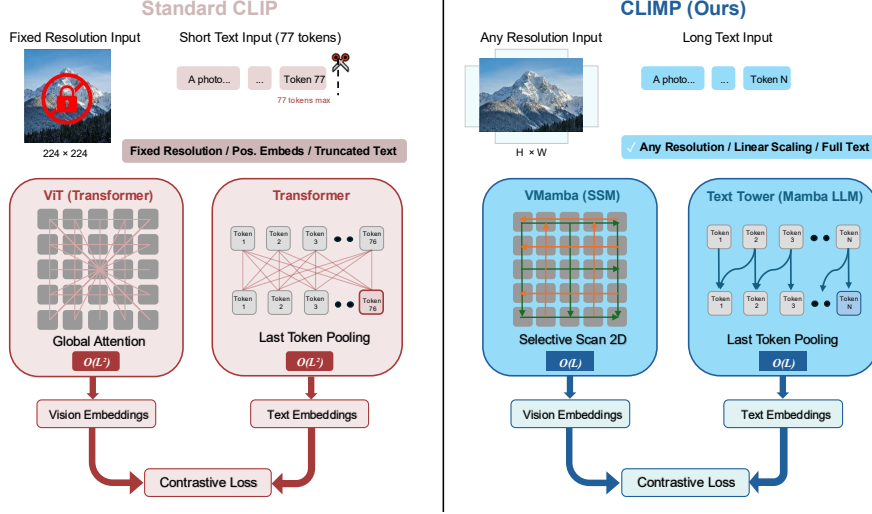 Standard CLIP
Fixed Resolution Input
Short Text Input (77 tokens)
A photo...
...
Token 77
77 tokens max
224 × 224
Fixed Resolution / Pos. Embeds / Truncated Text
ViT (Transformer)
Global Attention
O(L²)
Vision Embeddings
Transformer
Token 1
Token 2
Token 3
Token 76
Token 1
Token 2
Token 3
Token 76
Last Token Pooling
O(L²)
Text Embeddings
Contrastive Loss
CLIMP (Ours)
Any Resolution Input
Long Text Input
A photo...
...
Token N
H × W
✓ Any Resolution / Linear Scaling / Full Text
VMamba (SSM)
Selective Scan 2D
O(L)
Vision Embeddings
Text Tower (Mamba LLM)
Token 1
Token 2
Token 3
Token N
Token 1
Token 2
Token 3
Token N
Last Token Pooling
O(L)
Text Embeddings
Contrastive Loss